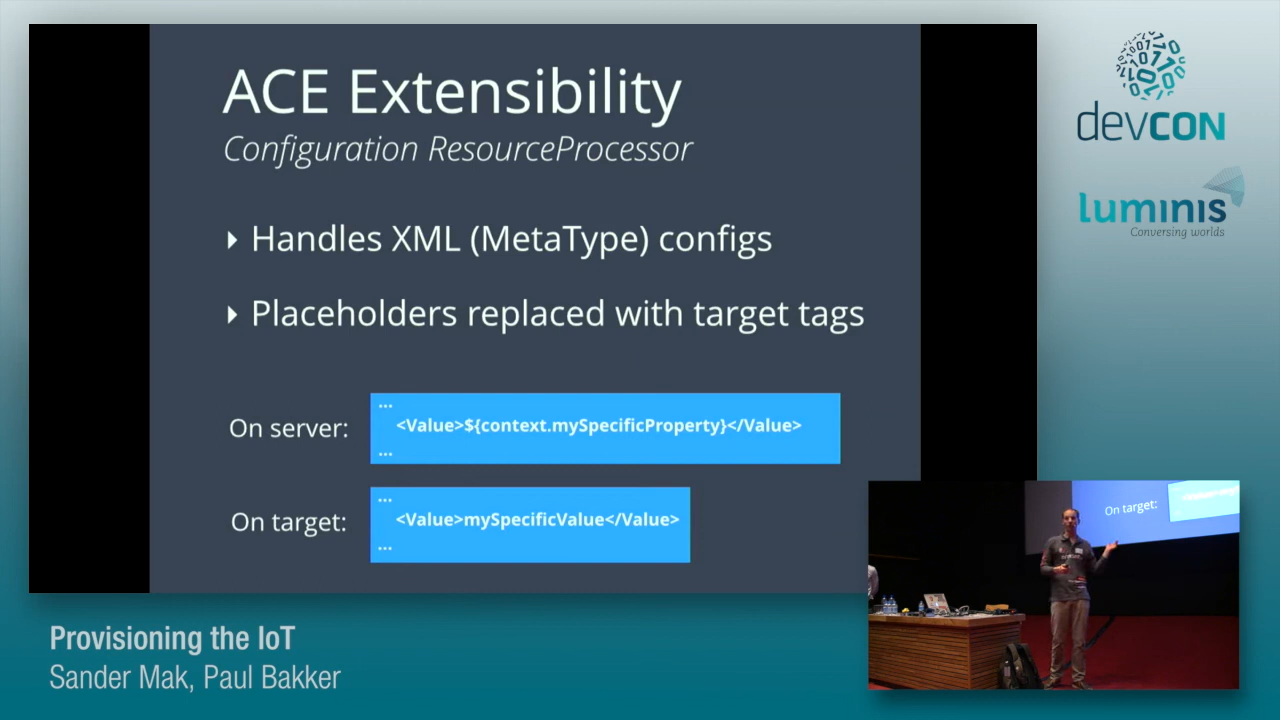 ACE Extensibility
Configuration ResourceProcessor
Handles XML (MetaType) configs
Placeholders replaced with target tags
On server:
...
<Value>${context.mySpecificProperty}</Value>
...
On target:
...
<Value>mySpecificValue</Value>
...
devcon
luminis
Conversing worlds
On target:
Provisioning the IoT
Sander Mak, Paul Bakker